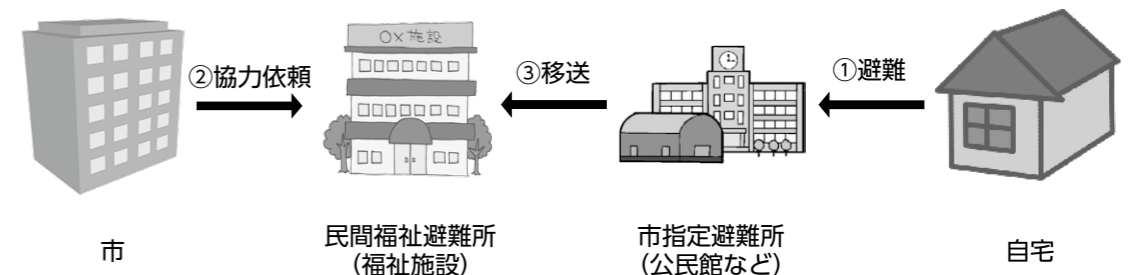 ○×施設
②協力依頼
③移送
①避難
市
民間福祉避難所
（福祉施設）
市指定避難所
（公民館など）
自宅